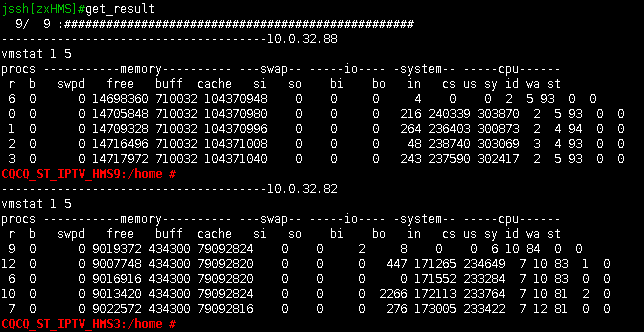 jssh[zxHMS]#get_result
  9/  9 :##################################################
--------------------------------------10.0.32.88
vmstat 1 5
procs -----------memory---------- ---swap-- -----io---- -system-- -----cpu------
 r  b   swpd   free   buff  cache   si   so    bi    bo   in   cs us sy id wa st
 6  0      0 14698360 710032 104370948    0    0     0     4    0    0  2  5 93  0  0
 0  0      0 14705848 710032 104370980    0    0     0   216 240339 303870  2  5 93  0  0
 1  0      0 14709328 710032 104370996    0    0     0   264 236403 300873  2  4 94  0  0
 2  0      0 14716496 710032 104371008    0    0     0    48 238740 303069  3  4 93  0  0
 3  0      0 14717972 710032 104371040    0    0     0   243 237590 302417  2  5 93  0  0
CQCQ_ST_IPTV_HMS9:/home #
--------------------------------------10.0.32.82
vmstat 1 5
procs -----------memory---------- ---swap-- -----io---- -system-- -----cpu------
 r  b   swpd   free   buff  cache   si   so    bi    bo   in   cs us sy id wa st
 9  0      0 9019372 434300 79092824    0    0     2     8    0    0  6 10 84  0  0
12  0      0 9007748 434300 79092820    0    0     0   447 171265 234649  7 10 83  1  0
 6  0      0 9016916 434300 79092820    0    0     0     0 171552 233284  7 10 83  0  0
10  0      0 9013420 434300 79092824    0    0     0  2266 172113 233764  7 10 81  2  0
 7  0      0 9022572 434300 79092816    0    0     0   276 173005 233422  7 12 81  0  0
CQCQ_ST_IPTV_HMS3:/home #